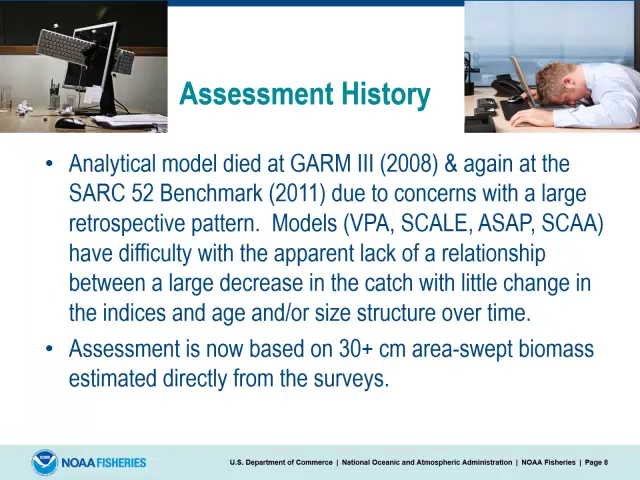 Assessment History
• Analytical model died at GARM III (2008) & again at the
SARC 52 Benchmark (2011) due to concerns with a large
retrospective pattern. Models (VPA, SCALE, ASAP, SCAA)
have difficulty with the apparent lack of a relationship
between a large decrease in the catch with little change in
the indices and age and/or size structure over time.
• Assessment is now based on 30+ cm area-swept biomass
estimated directly from the surveys.
NOAA FISHERIES
U.S. Department of Commerce | National Oceanic and Atmospheric Administration | NOAA Fisheries | Page 8